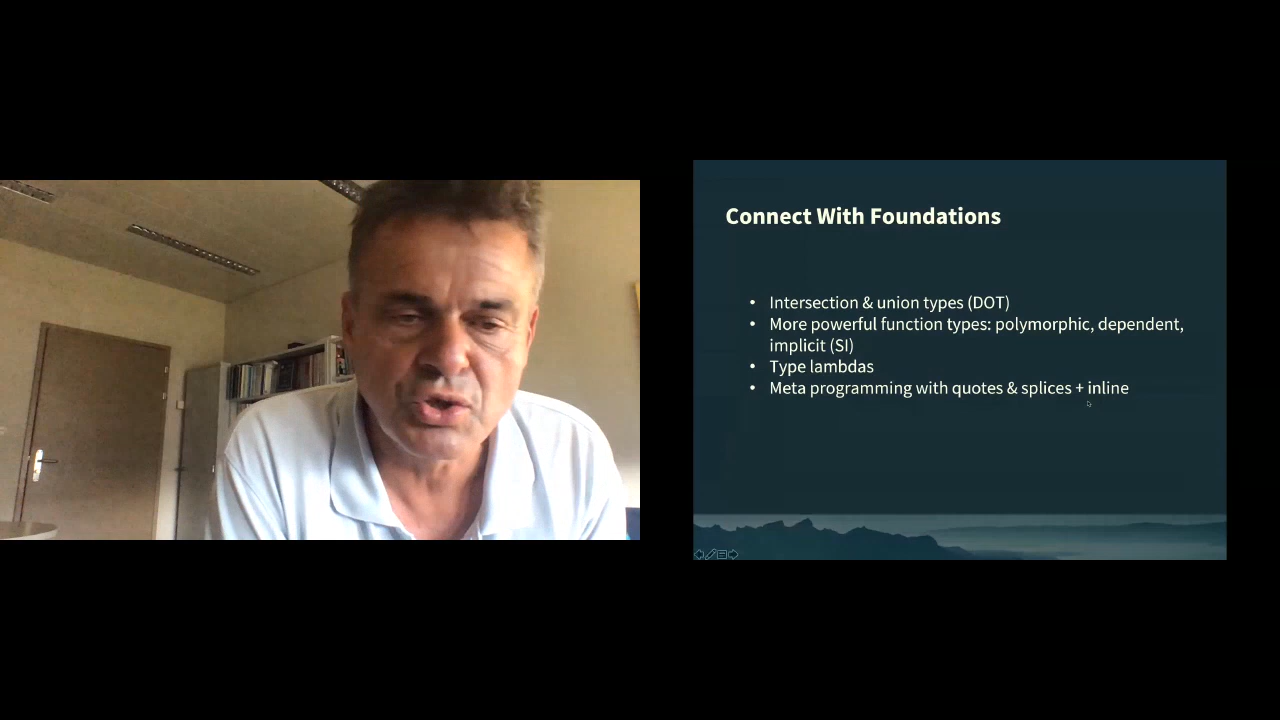 Connect With Foundations
• Intersection & union types (DOT)
• More powerful function types: polymorphic, dependent,
implicit (SI)
• Type lambdas
• Meta programming with quotes & splices + inline